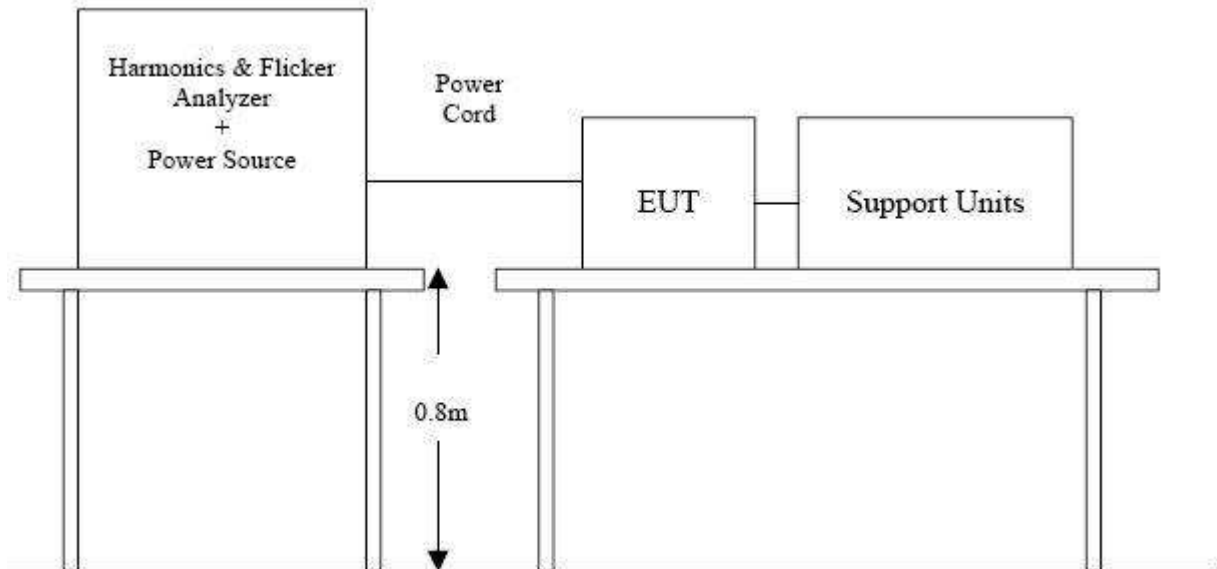 Harmonics & Flicker
Analyzer
+
Power Source
Power
Cord
EUT
Support Units
0.8m